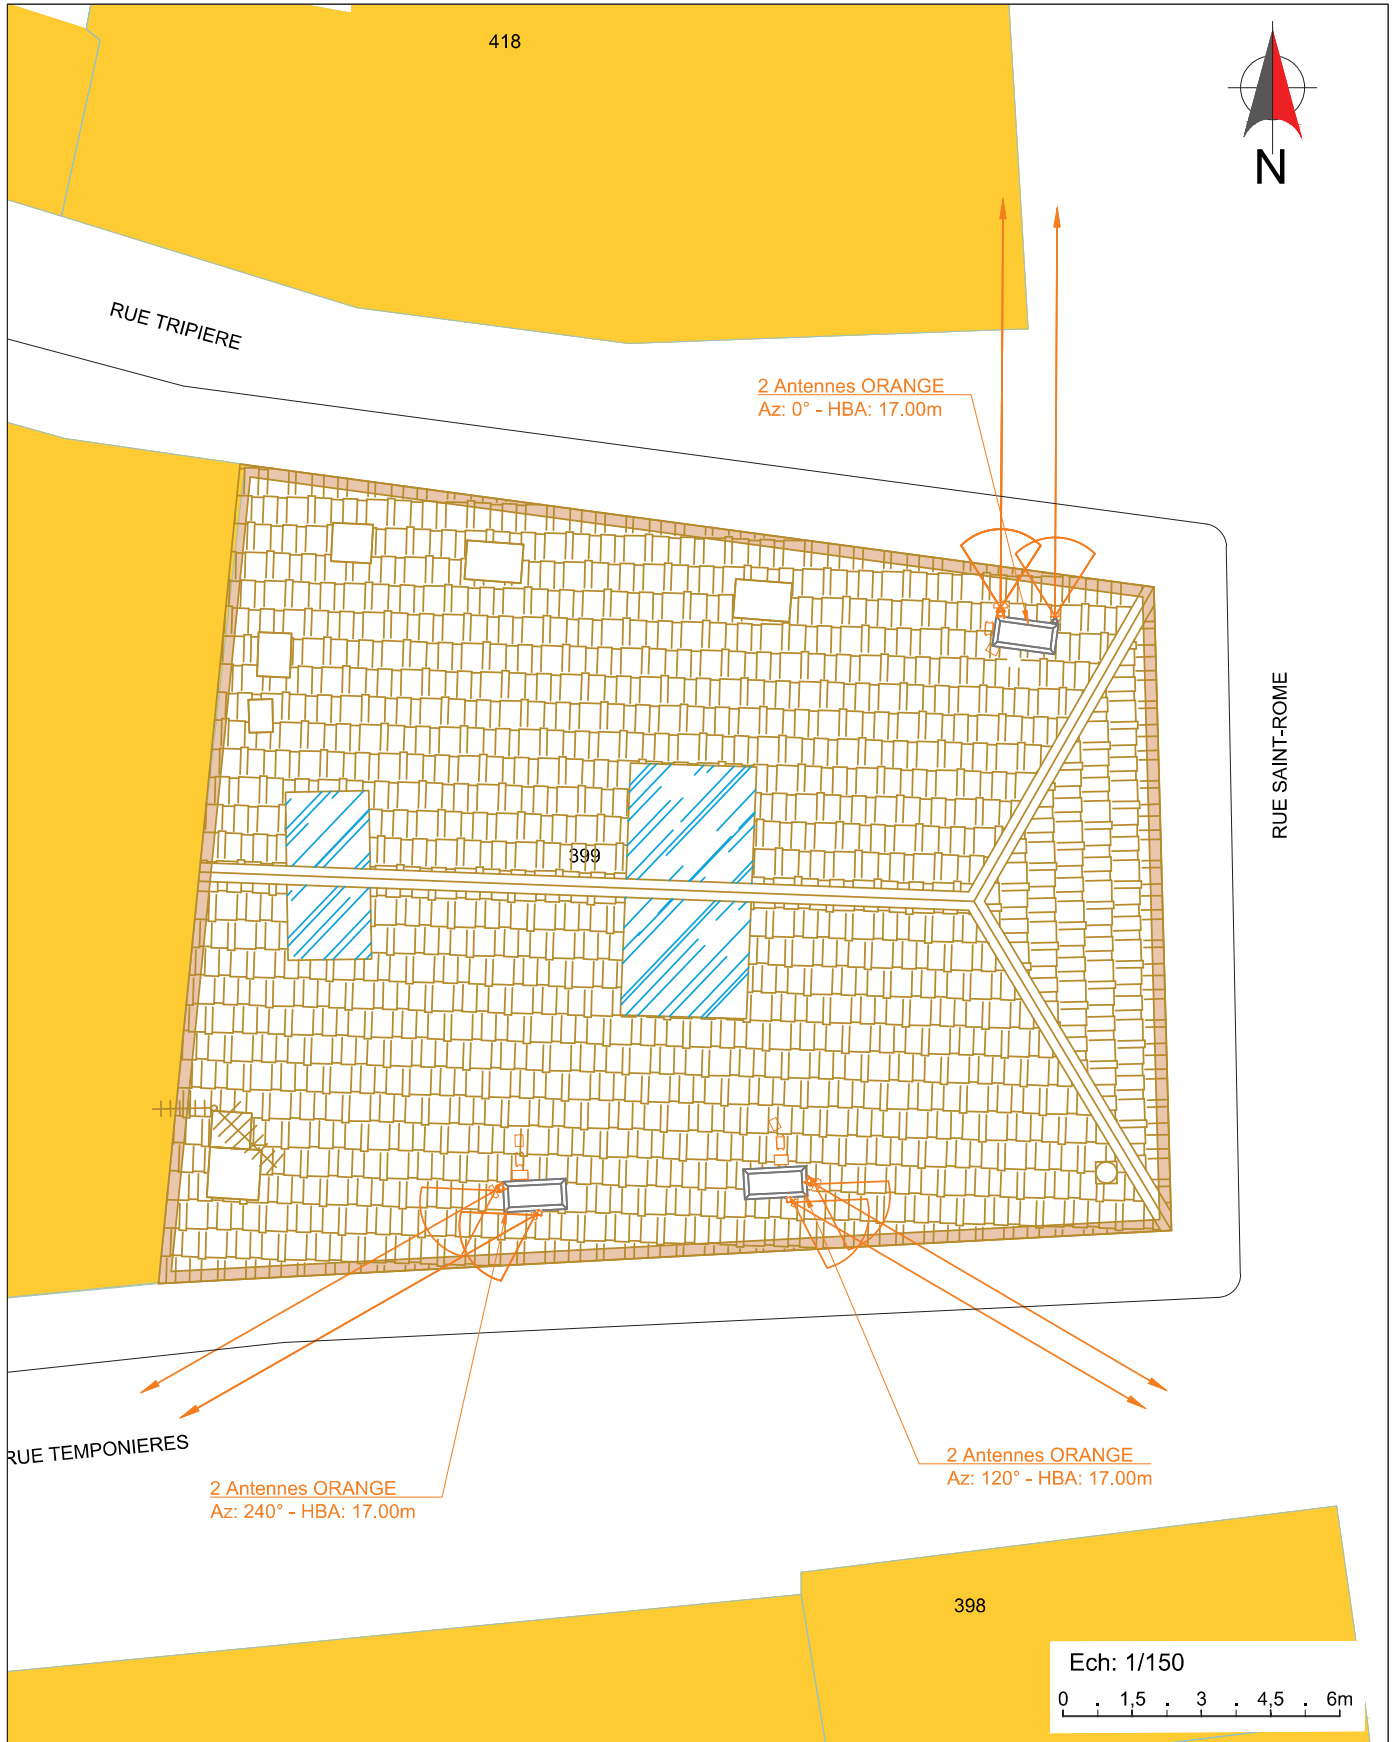 418
N
RUE TRIPIERE
2 Antennes ORANGE
Az: 0° - HBA: 17.00m
RUE SAINT-ROME
399
RUE TEMPONIERES
2 Antennes ORANGE
Az: 120° - HBA: 17.00m
2 Antennes ORANGE
Az: 240° - HBA: 17.00m
398
Ech: 1/150
0 . 1,5 . 3 . 4,5 . 6m